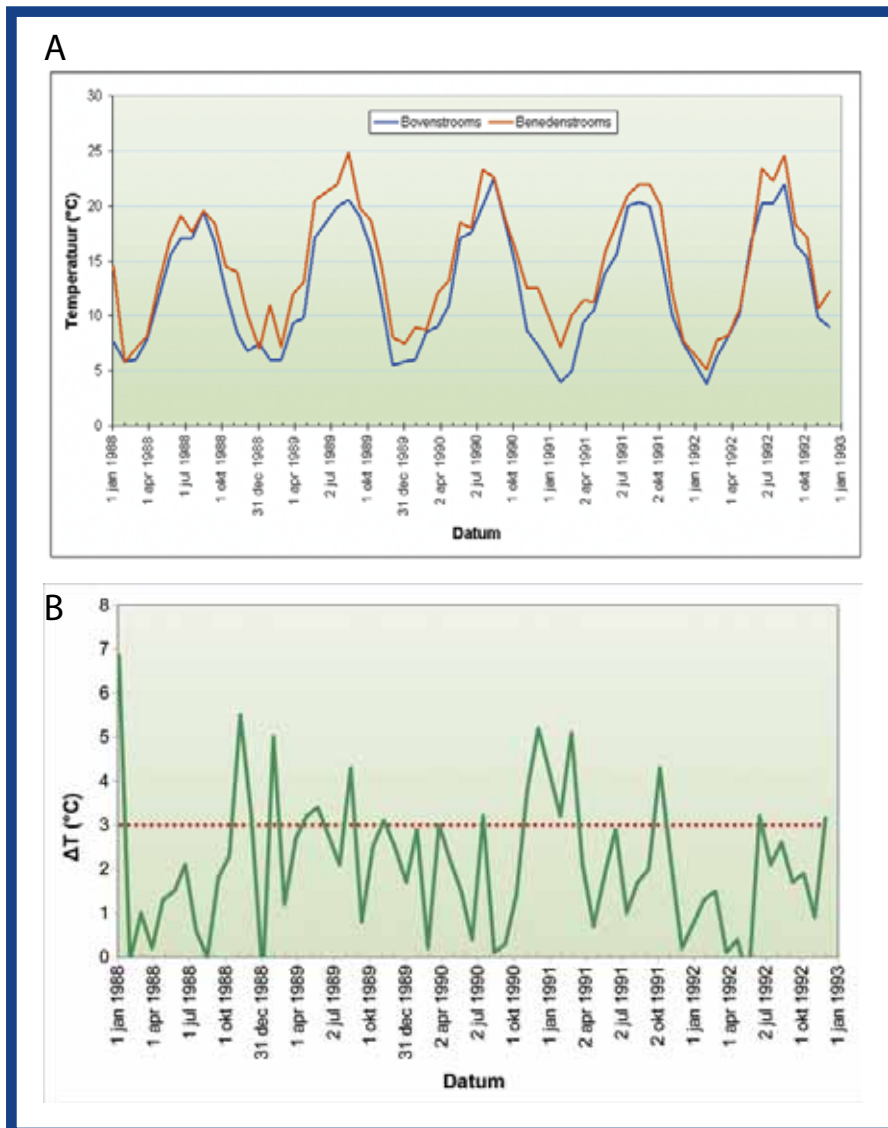 A
30
25
20
15
10
5
0
Temperatuur (°C)
Bovenstrooms
Benedenstrooms
1 jan 1988
1 apr 1988
1 jul 1988
1 okt 1988
31 dec 1988
1 apr 1989
2 jul 1989
1 okt 1989
31 dec 1989
2 apr 1990
2 jul 1990
1 okt 1990
1 jan 1991
2 apr 1991
2 jul 1991
1 okt 1991
1 jan 1992
1 apr 1992
2 jul 1992
1 okt 1992
1 jan 1993
Datum
B
8
7
6
5
4
3
2
1
0
ΔT (°C)
1 jan 1988
1 apr 1988
1 jul 1988
1 okt 1988
31 dec 1988
1 apr 1989
2 jul 1989
1 okt 1989
31 dec 1989
2 apr 1990
2 jul 1990
1 okt 1990
1 jan 1991
2 apr 1991
2 jul 1991
1 okt 1991
1 jan 1992
1 apr 1992
2 jul 1992
1 okt 1992
1 jan 1993
Datum